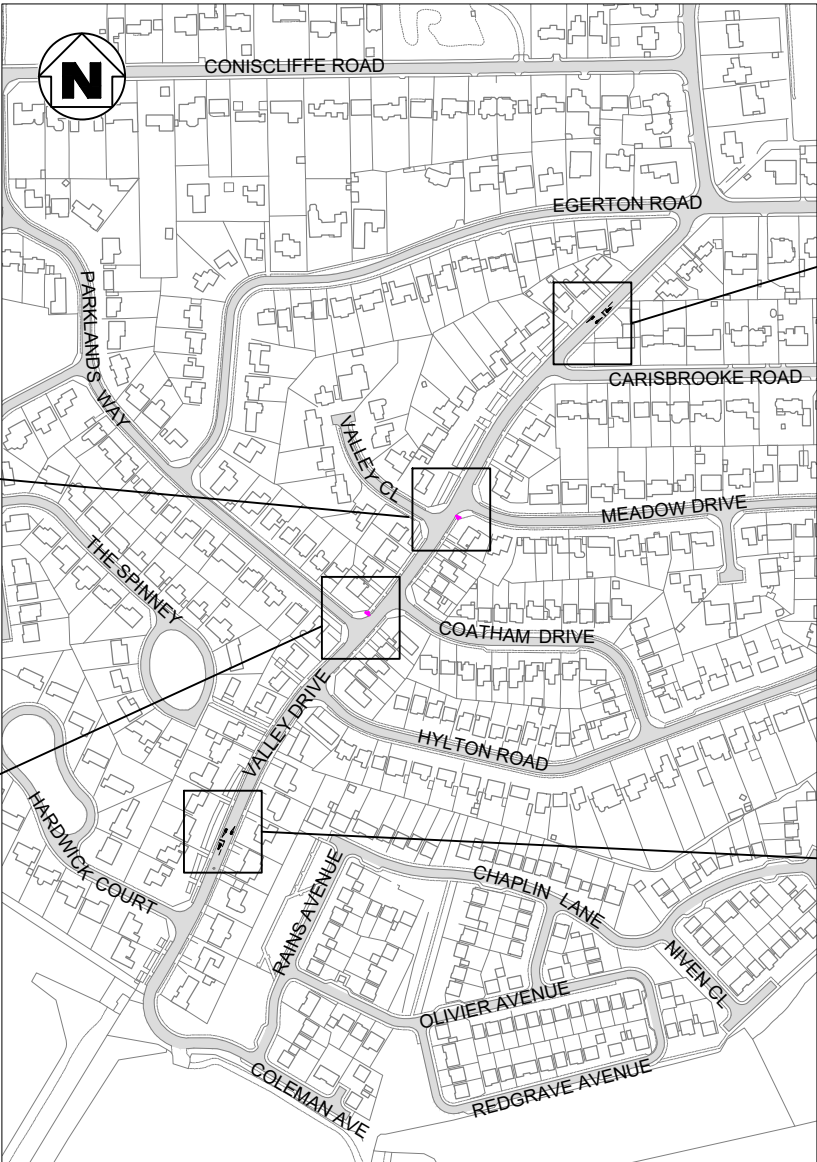 N
CONISCLIFFE ROAD
EGERTON ROAD
PARKLANDS WAY
CARISBROOKE ROAD
VALLEY CL
MEADOW DRIVE
THE SPINNEY
COATHAM DRIVE
VALLEY DRIVE
HYLTON ROAD
HARDWICK COURT
RAINS AVENUE
CHAPLIN LANE
NIVEN CL
OLIVIER AVENUE
COLEMAN AVE
REDGRAVE AVENUE